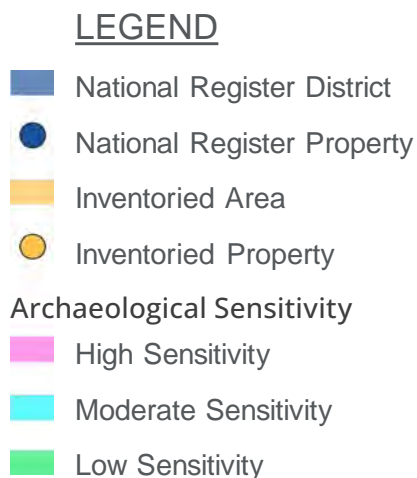 LEGEND
National Register District
National Register Property
Inventoried Area
Inventoried Property
Archaeological Sensitivity
High Sensitivity
Moderate Sensitivity
Low Sensitivity